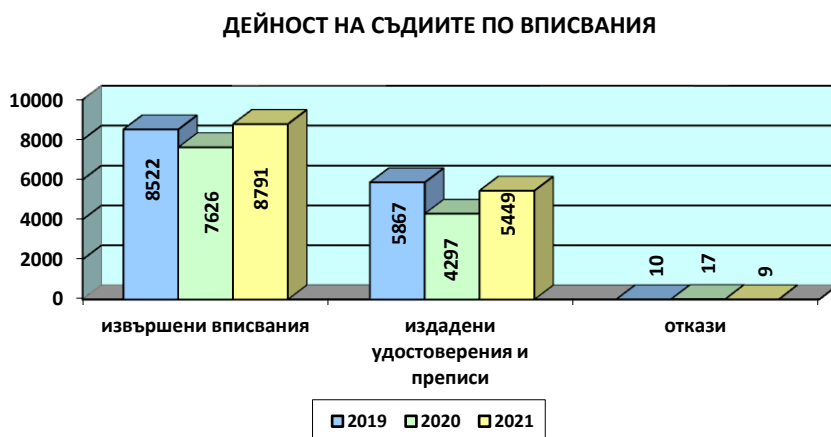 ДЕЙНОСТ НА СЪДИИТЕ ПО ВПИСВАНИЯ
10000
8000
6000
4000
2000
0
8522
7626
8791
5867
4297
5449
10
17
9
извършени вписвания
издадени
удостоверения и
преписи
откази
2019 2020 2021